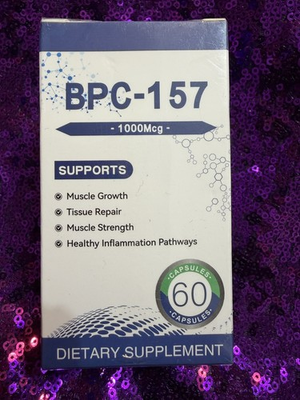 BPC-157
- 1000Mcg -
SUPPORTS
Muscle Growth
Tissue Repair
Muscle Strength
Healthy Inflammation Pathways
CAPSULES
60
CAPSULES
DIETARY SUPPLEMENT